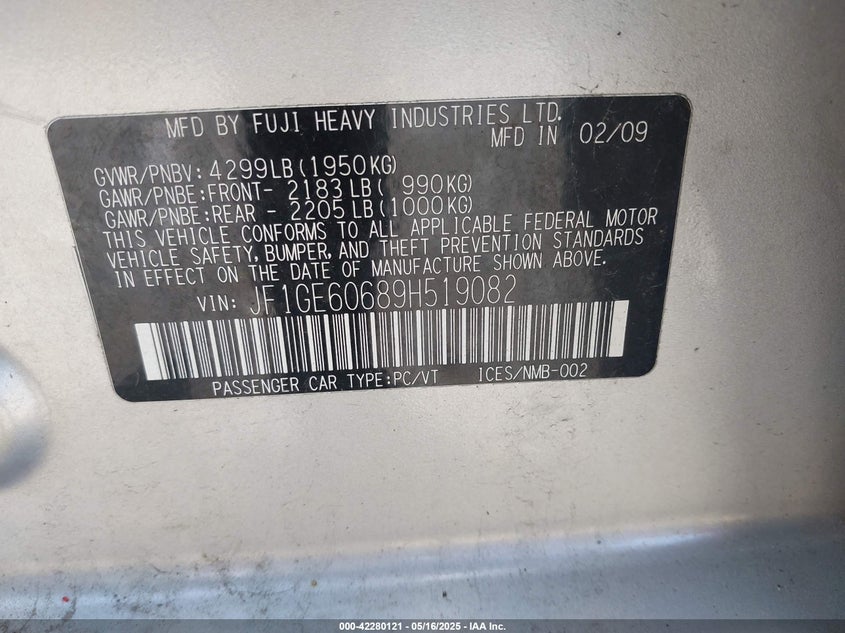 MFD BY FUJI HEAVY INDUSTRIES LTD.
MFD IN 02/09
GVWR/PNBV: 4299LB(1950KG)
GAWR/PNBE:FRONT- 2183LB( 990KG)
GAWR/PNBE:REAR - 2205LB(1000KG)
THIS VEHICLE CONFORMS TO ALL APPLICABLE FEDERAL MOTOR
VEHICLE SAFETY, BUMPER, AND THEFT PREVENTION STANDARDS
IN EFFECT ON THE DATE OF MANUFACTURE SHOWN ABOVE.
VIN: JF1GE60689H519082
PASSENGER CAR TYPE:PC/VT ICES/NMB-002
000-42280121 - 05/16/2025 - IAA Inc.